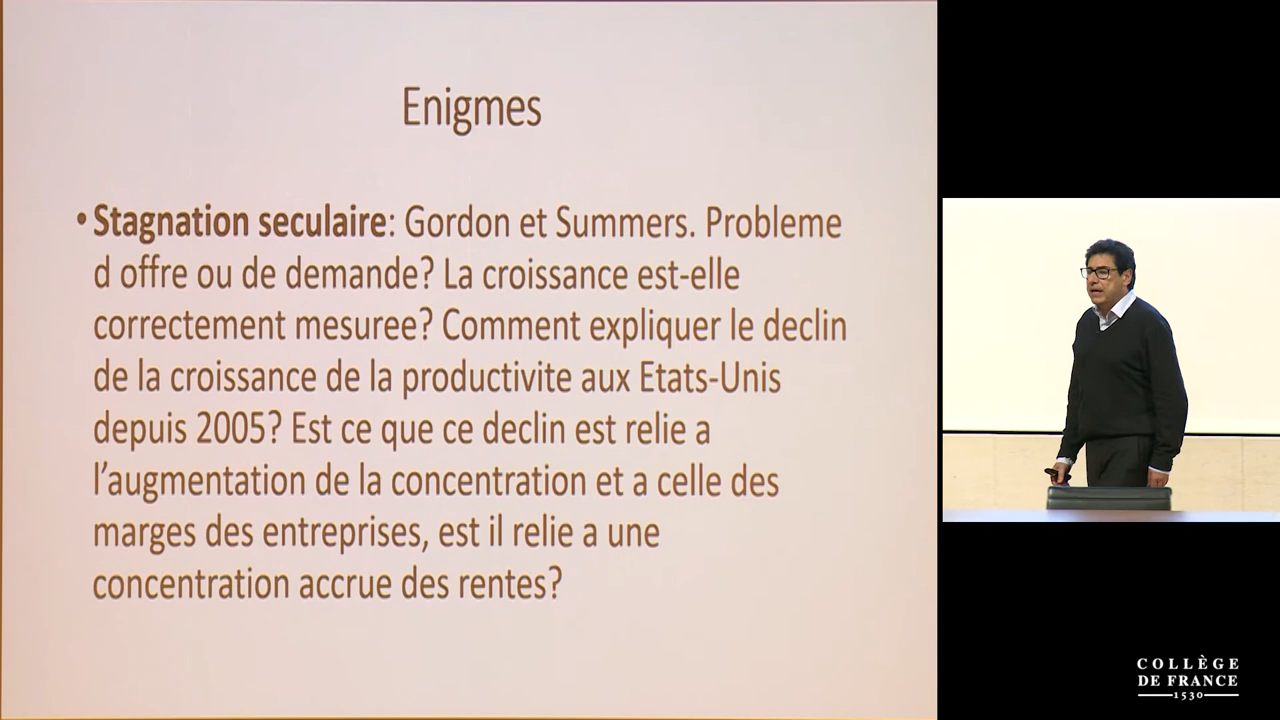 Enigmes
• Stagnation seculaire: Gordon et Summers. Probleme
d offre ou de demande? La croissance est-elle
correctement mesuree? Comment expliquer le declin
de la croissance de la productivite aux Etats-Unis
depuis 2005? Est ce que ce declin est relie a
l’augmentation de la concentration et a celle des
marges des entreprises, est il relie a une
concentration accrue des rentes?
COLLÈGE
DE FRANCE
1530